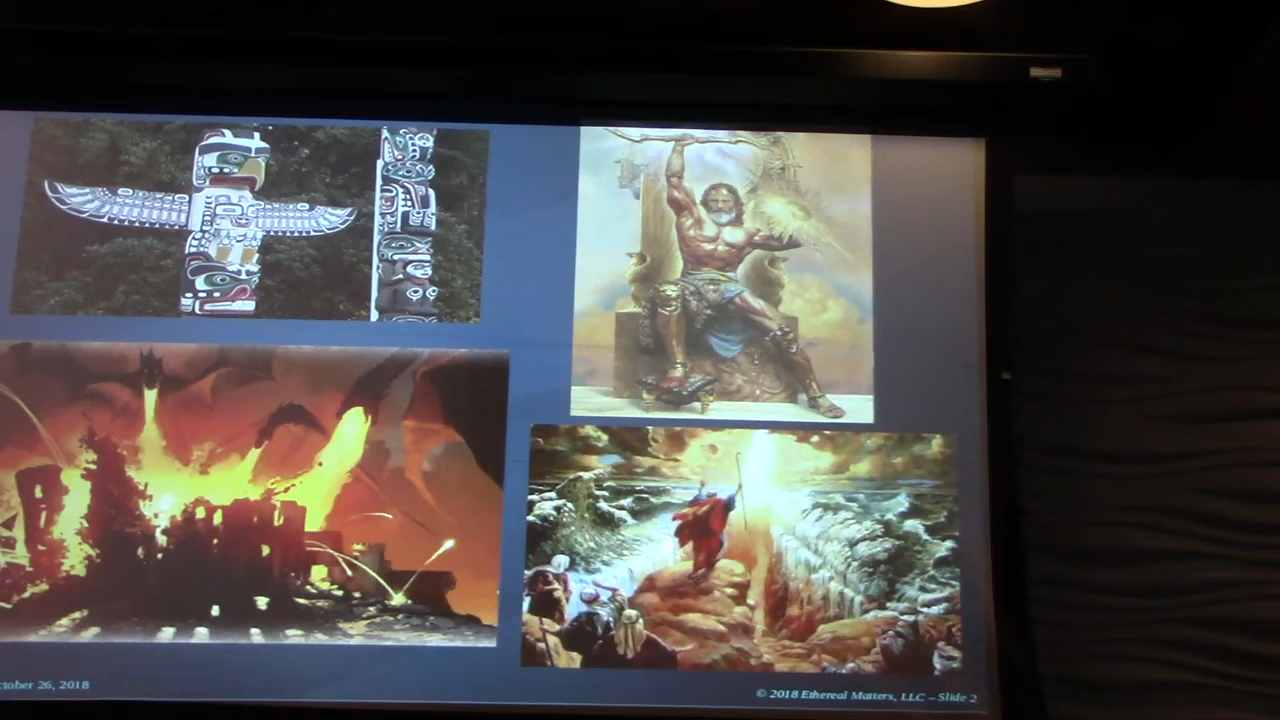 ctober 26, 2018
© 2018 Ethereal Matters, LLC – Slide 2